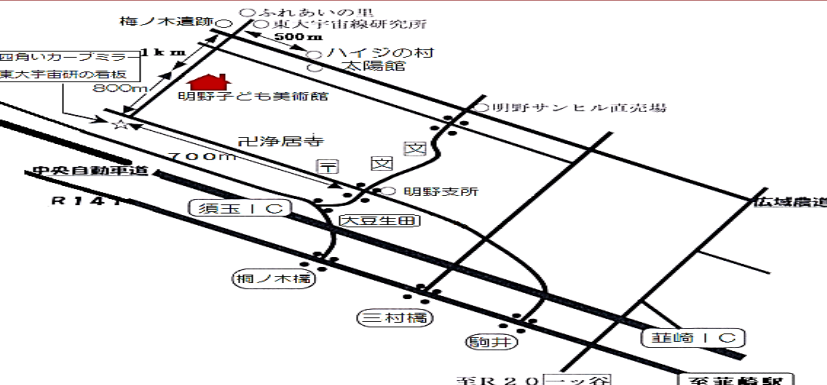 ふれあいの里
梅ノ木遺跡
東大宇宙線研究所
500m
1km
ハイジの村
太陽館
四角いカーブミラー
東大宇宙研の看板
800m
明野子ども美術館
明野サンヒル直売場
卍浄居寺
700m
〒
文
文
中央自動車道
明野支所
R141
須玉IC
大豆生田
広域農道
桐ノ木橋
三村橋
駒井
韮崎IC
至R20一ッ谷
至韮崎駅